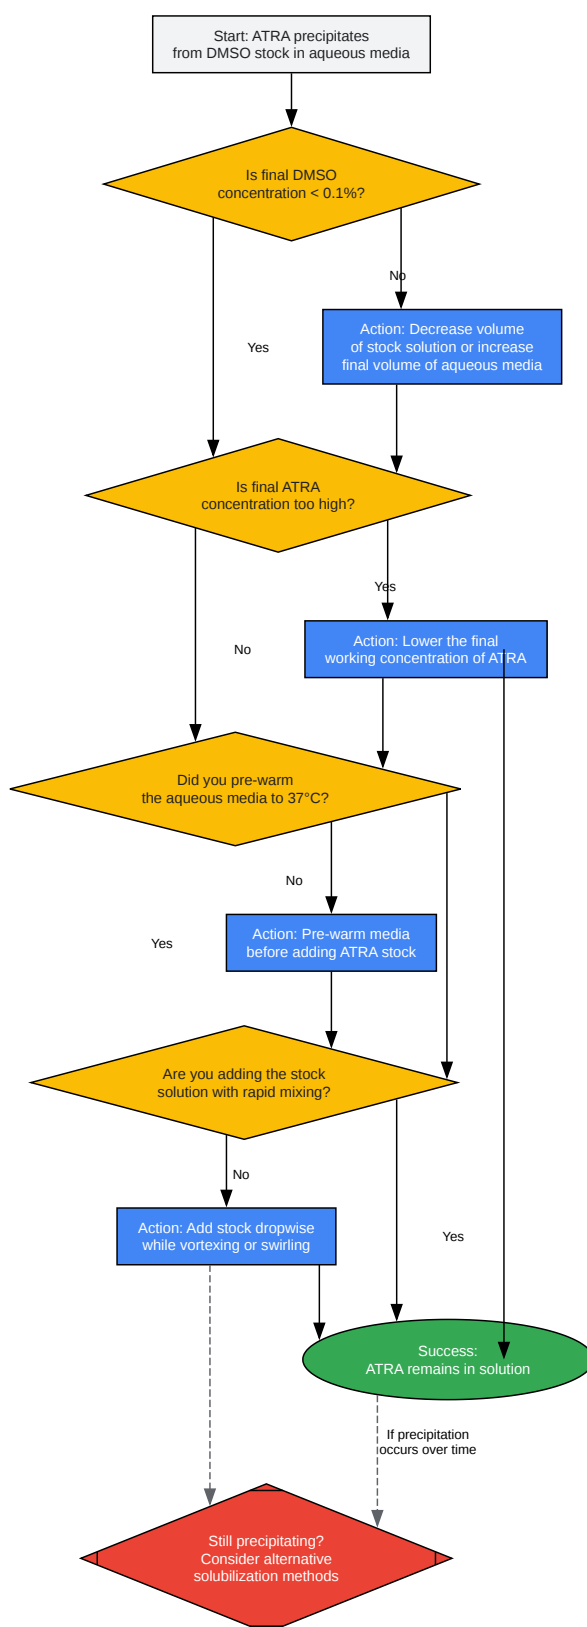 Start: ATRA precipitates
from DMSO stock in aqueous media
Is final DMSO
concentration < 0.1%?
No
Action: Decrease volume
of stock solution or increase
final volume of aqueous media
Yes
Is final ATRA
concentration too high?
Yes
Action: Lower the final
working concentration of ATRA
No
Did you pre-warm
the aqueous media to 37°C?
No
Action: Pre-warm media
before adding ATRA stock
Yes
Are you adding the stock
solution with rapid mixing?
No
Action: Add stock dropwise
while vortexing or swirling
Yes
Success:
ATRA remains in solution
If precipitation
occurs over time
Still precipitating?
Consider alternative
solubilization methods